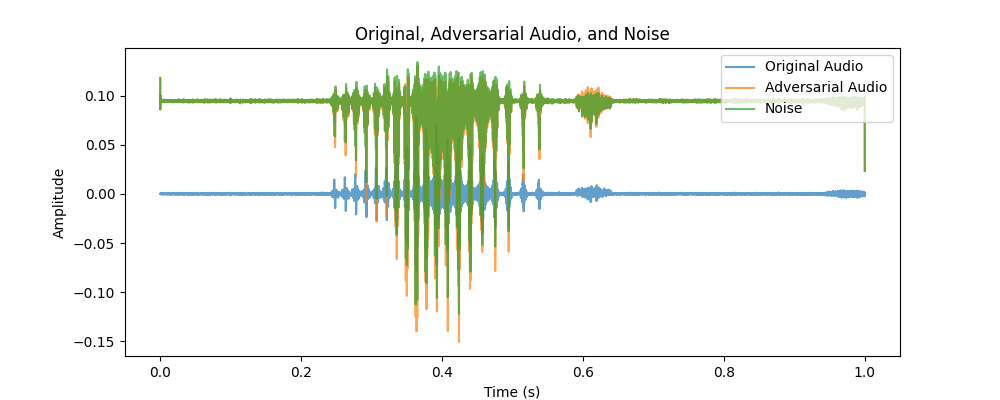 Original, Adversarial Audio, and Noise
Original Audio
Adversarial Audio
Noise
Amplitude
0.10
0.05
0.00
−0.05
−0.10
−0.15
0.0 0.2 0.4 0.6 0.8 1.0
Time (s)